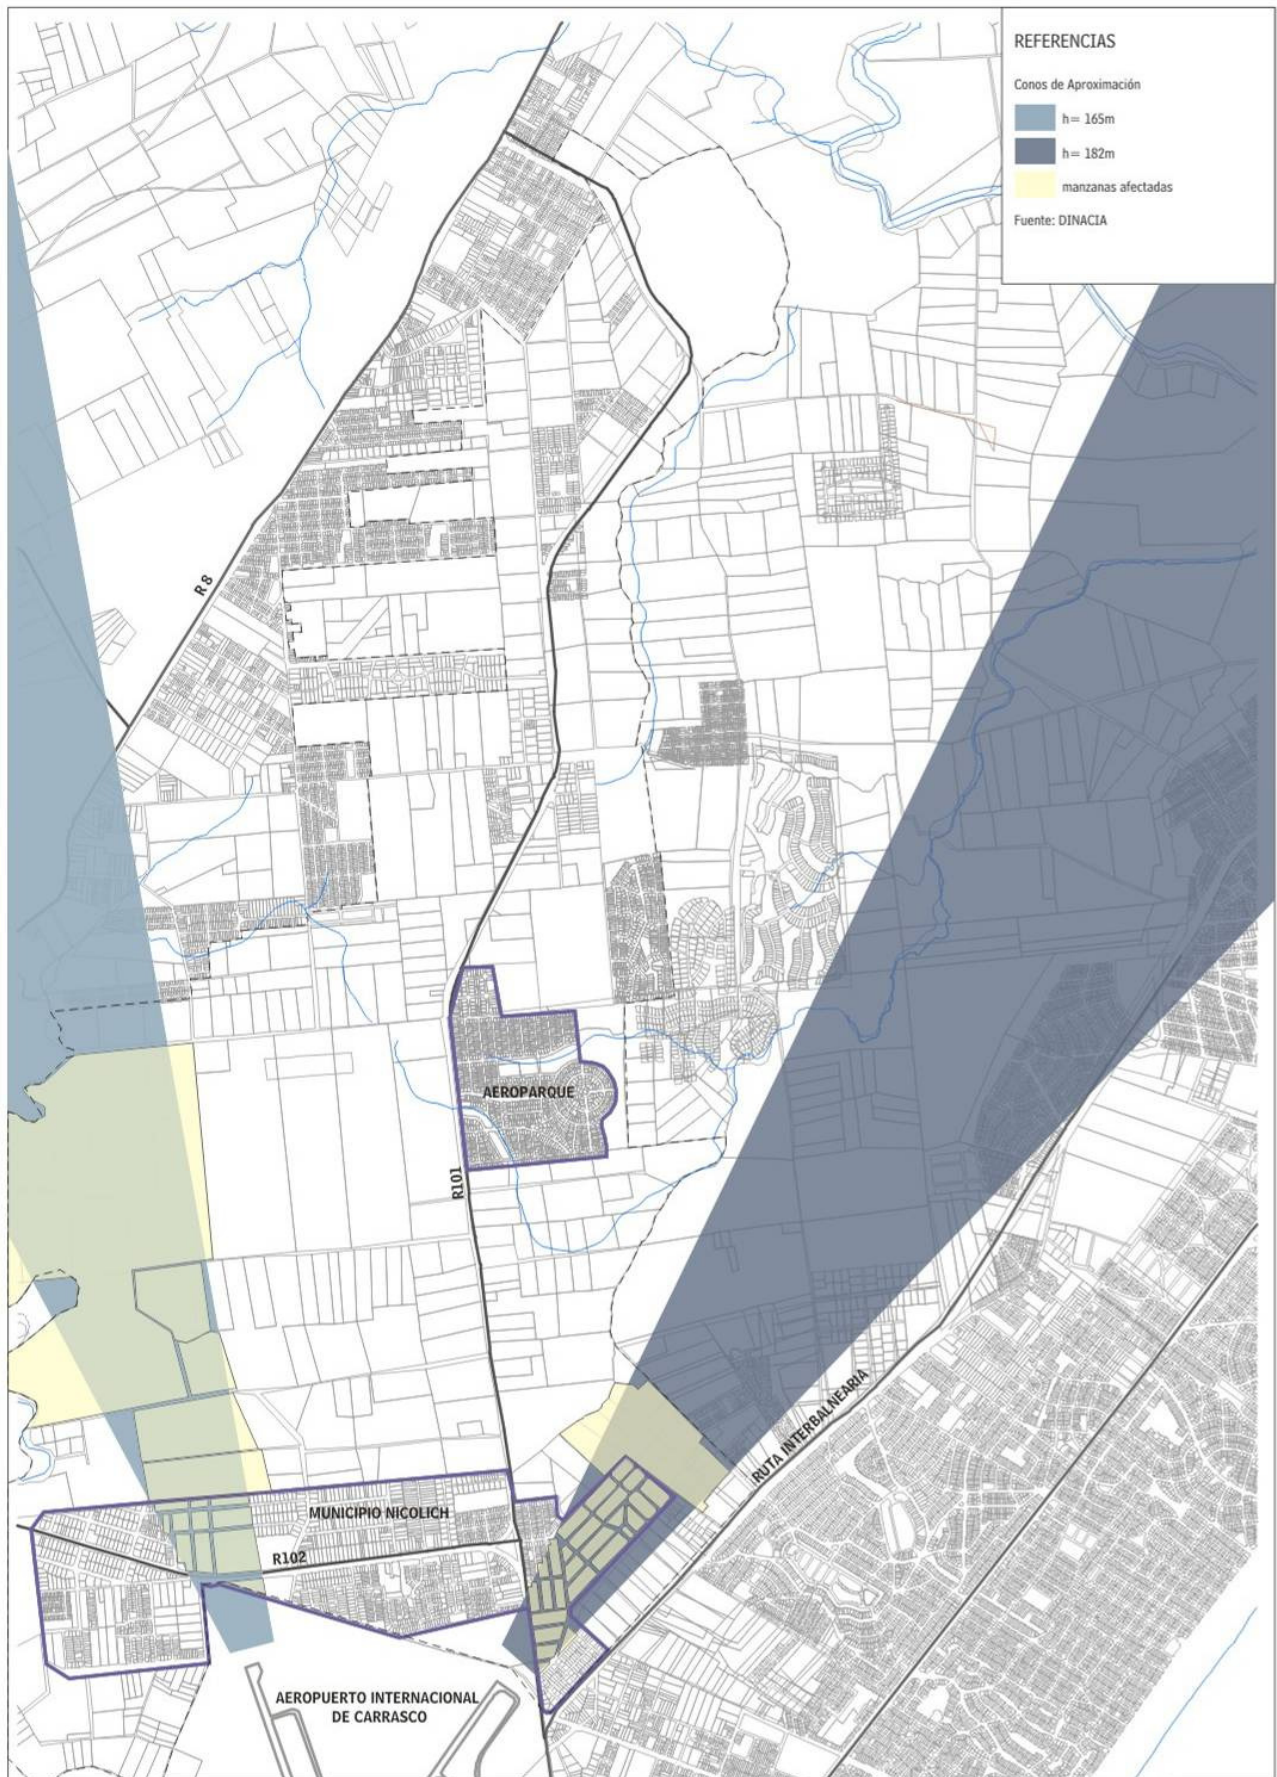 REFERENCIAS
Conos de Aproximación
h= 165m
h= 182m
manzanas afectadas
Fuente: DINACIA
R 8
AEROPARQUE
R101
RUTA INTERBALNEARIA
MUNICIPIO NICOLICH
R102
AEROPUERTO INTERNACIONAL
DE CARRASCO